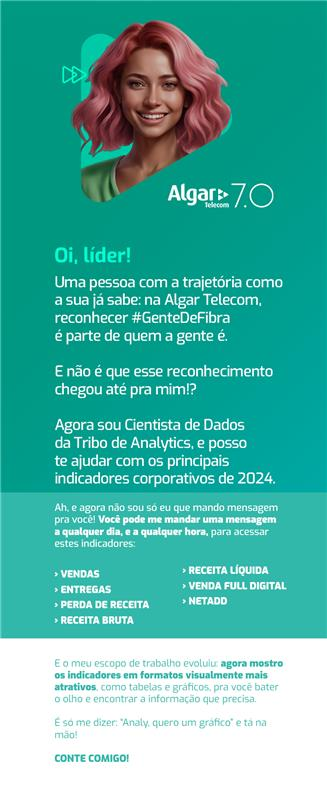 Algar 7.0
Telecom
Oi, líder!
Uma pessoa com a trajetória como
a sua já sabe: na Algar Telecom,
reconhecer #GenteDeFibra
é parte de quem a gente é.
E não é que esse reconhecimento
chegou até pra mim!?
Agora sou Cientista de Dados
da Tribo de Analytics, e posso
te ajudar com os principais
indicadores corporativos de 2024.
Ah, e agora não sou só eu que mando mensagem
pra você! Você pode me mandar uma mensagem
a qualquer dia, e a qualquer hora, para acessar
estes indicadores:
> VENDAS
> ENTREGAS
> PERDA DE RECEITA
> RECEITA BRUTA
> RECEITA LÍQUIDA
> VENDA FULL DIGITAL
> NETADD
E o meu escopo de trabalho evoluiu: agora mostro
os indicadores em formatos visualmente mais
atrativos, como tabelas e gráficos, pra você bater
o olho e encontrar a informação que precisa.
É só me dizer: "Analy, quero um gráfico" e tá na
mão!
CONTE COMIGO!